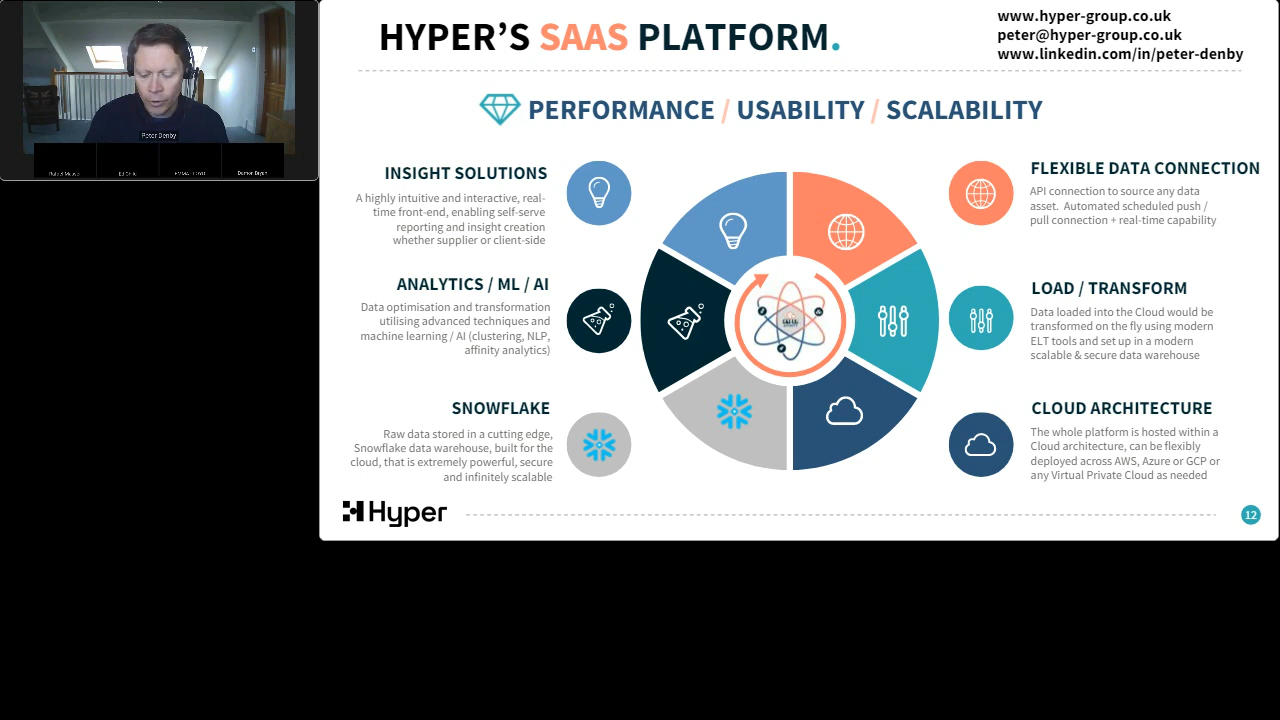 HYPER’S SAAS PLATFORM.
www.hyper-group.co.uk
peter@hyper-group.co.uk
www.linkedin.com/in/peter-denby
PERFORMANCE / USABILITY / SCALABILITY
Peter Denby
Damon Bryan
INSIGHT SOLUTIONS
A highly intuitive and interactive, real-
time front-end, enabling self-serve
reporting and insight creation
whether supplier or client-side
ANALYTICS / ML / AI
Data optimisation and transformation
utilising advanced techniques and
machine learning / AI (clustering, NLP,
affinity analytics)
SNOWFLAKE
Raw data stored in a cutting edge,
Snowflake data warehouse, built for the
cloud, that is extremely powerful, secure
and infinitely scalable
FLEXIBLE DATA CONNECTION
API connection to source any data
asset. Automated scheduled push /
pull connection + real-time capability
LOAD / TRANSFORM
Data loaded into the Cloud would be
transformed on the fly using modern
ELT tools and set up in a modern
scalable & secure data warehouse
CLOUD ARCHITECTURE
The whole platform is hosted within a
Cloud architecture, can be flexibly
deployed across AWS, Azure or GCP or
any Virtual Private Cloud as needed
Hyper
12